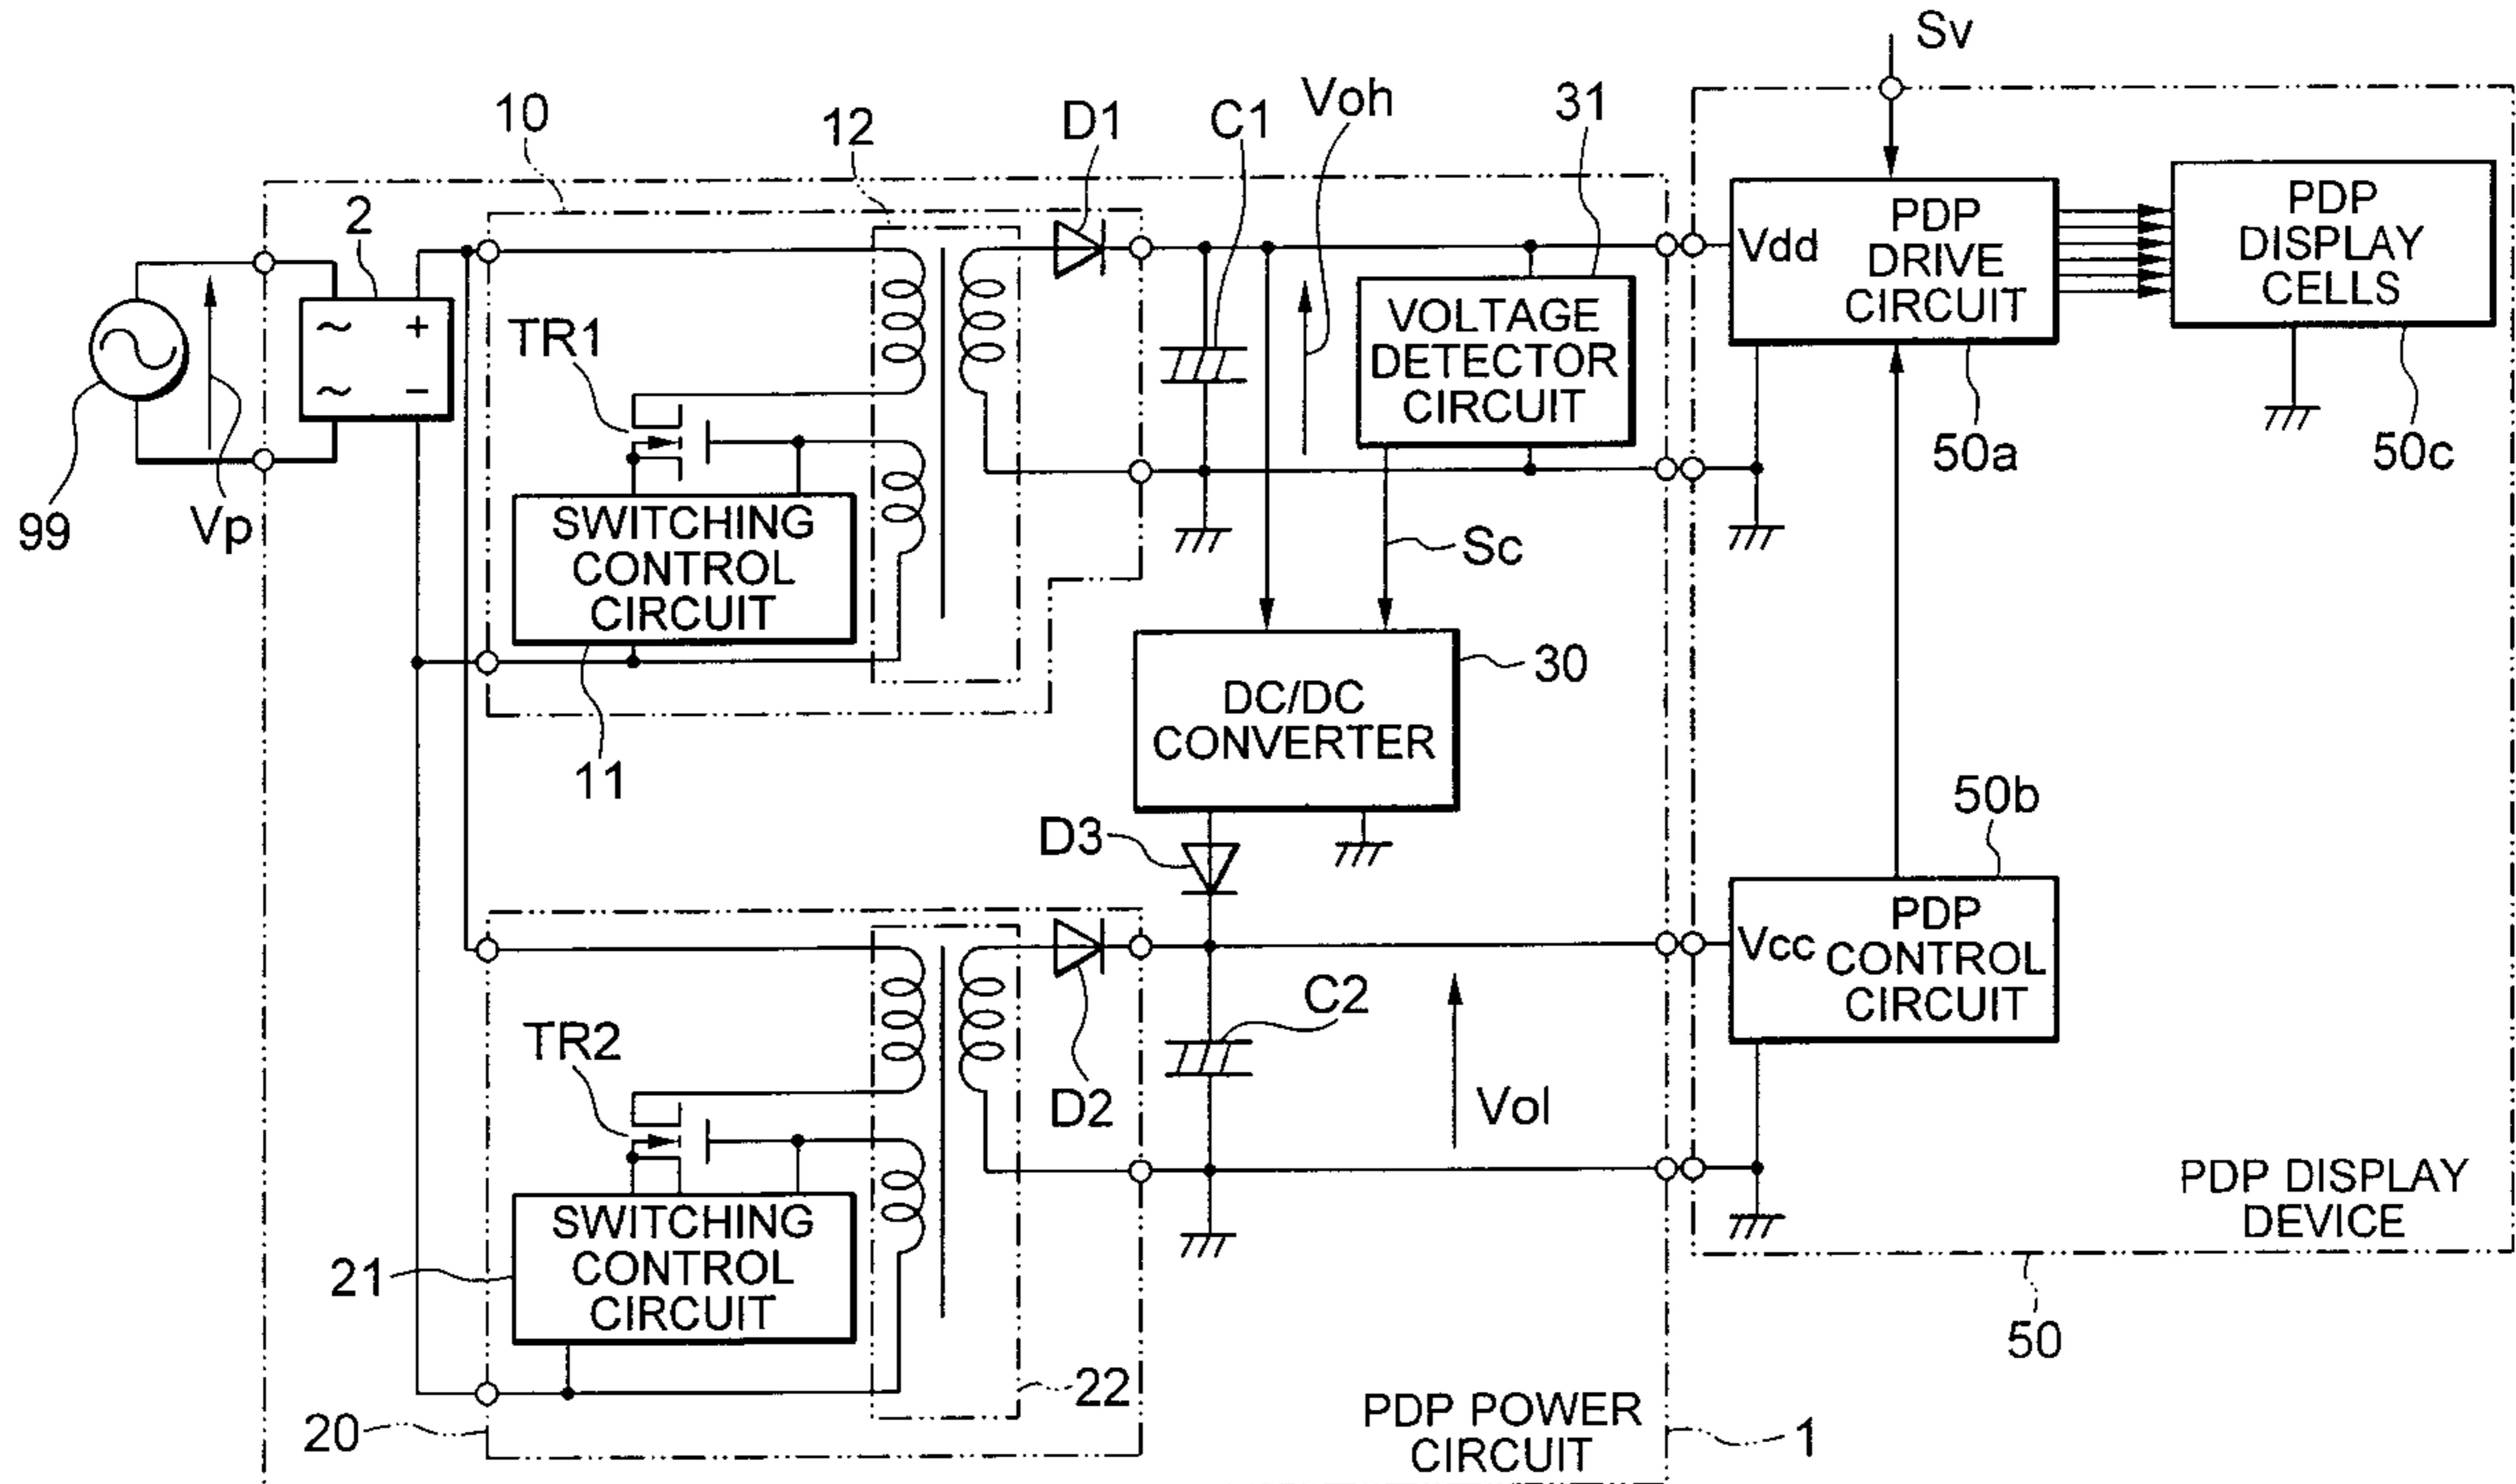 Sv
10
12
D1
C1
Voh
31
2
TR1
Vdd
PDP
DRIVE
CIRCUIT
PDP
DISPLAY
CELLS
~ +
~ −
VOLTAGE
DETECTOR
CIRCUIT
99
Vp
50a
50c
SWITCHING
CONTROL
CIRCUIT
Sc
11
DC/DC
CONVERTER
30
D3
50b
Vcc
PDP
CONTROL
CIRCUIT
TR2
D2
C2
Vol
SWITCHING
CONTROL
CIRCUIT
21
22
20
PDP DISPLAY
DEVICE
50
PDP POWER
CIRCUIT
1